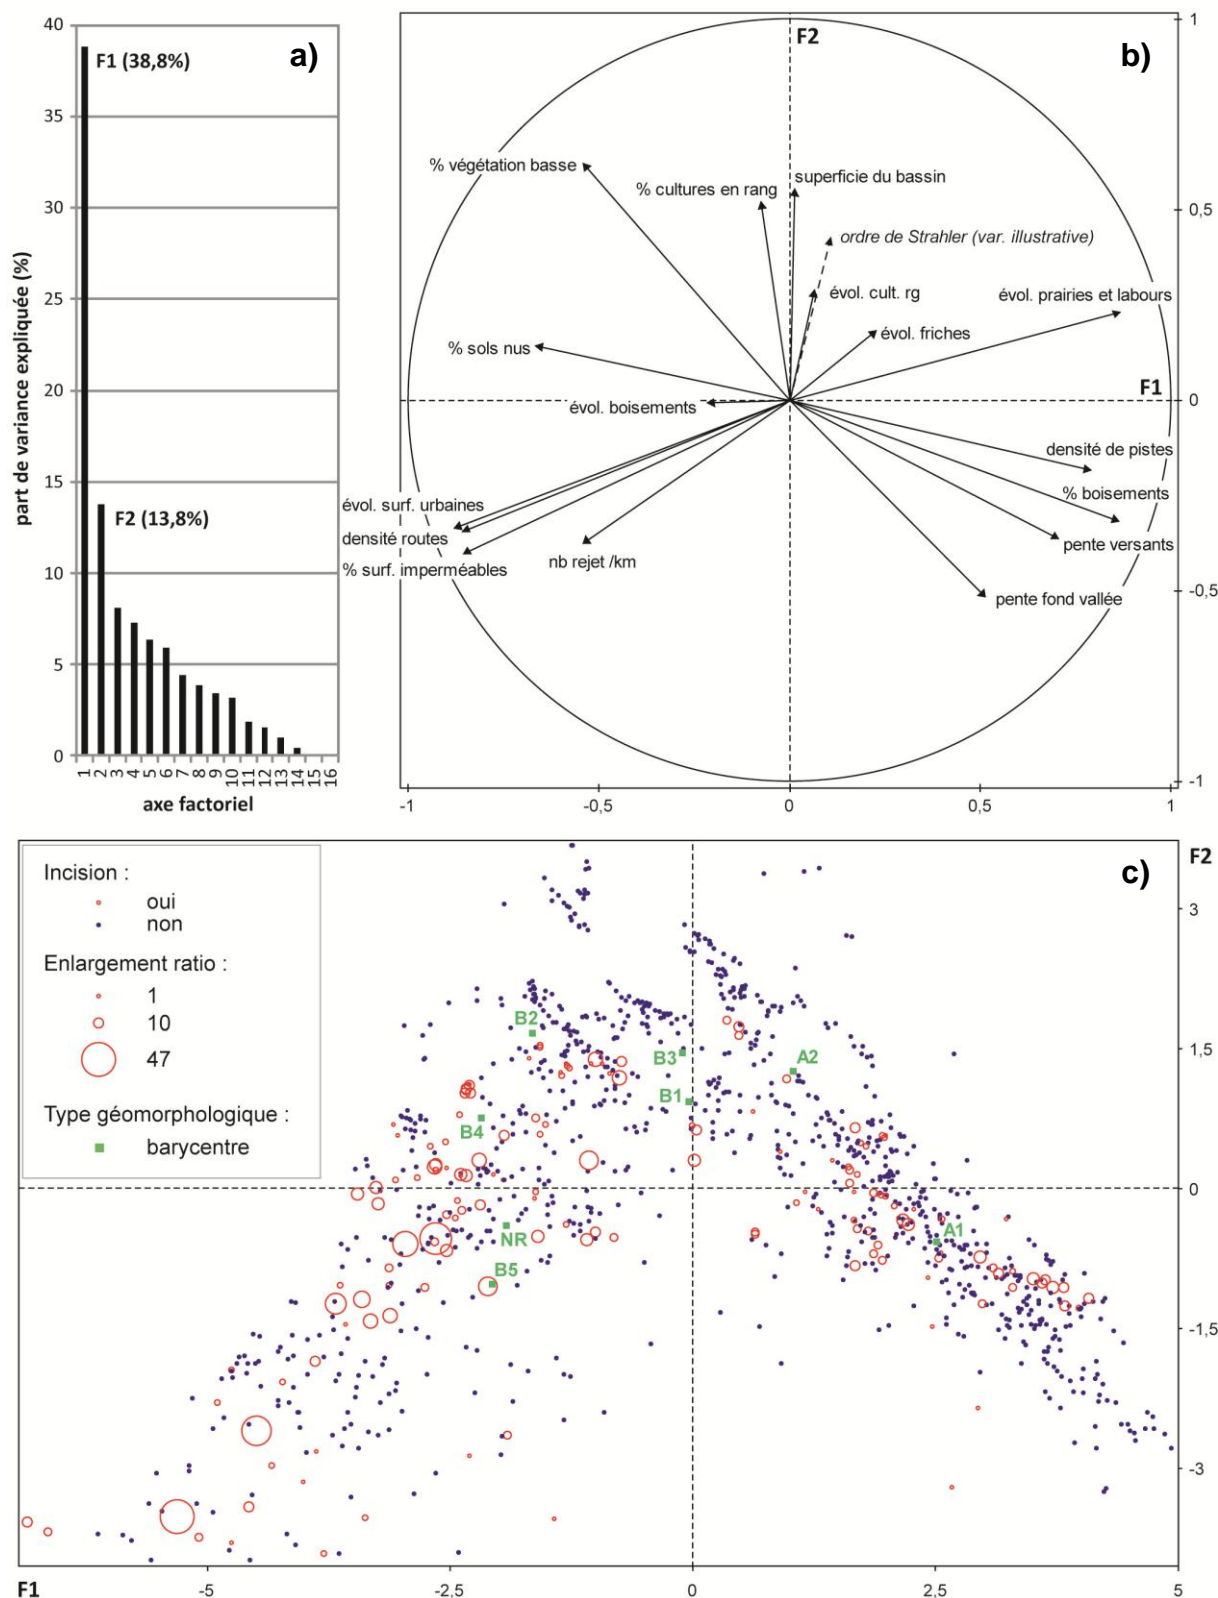 a)
40
35
30
25
20
15
10
5
0
F1 (38,8%)
F2 (13,8%)
part de variance expliquée (%)
1 2 3 4 5 6 7 8 9 10 11 12 13 14 15 16
axe factoriel
b)
F2
1
0,5
0
-0,5
-1
% végétation basse
% cultures en rang
superficie du bassin
ordre de Strahler (var. illustrative)
évol. cult. rg
évol. prairies et labours
évol. friches
% sols nus
F1
évol. boisements
densité de pistes
% boisements
évol. surf. urbaines
densité routes
% surf. imperméables
nb rejet /km
pente versants
pente fond vallée
-1
-0,5
0
0,5
1
c)
F2
Incision :
oui
non
Enlargement ratio :
1
10
47
Type géomorphologique :
barycentre
B2
B3
A2
B1
B4
NR
A1
B5
3
1,5
0
-1,5
-3
F1
-5
-2,5
0
2,5
5